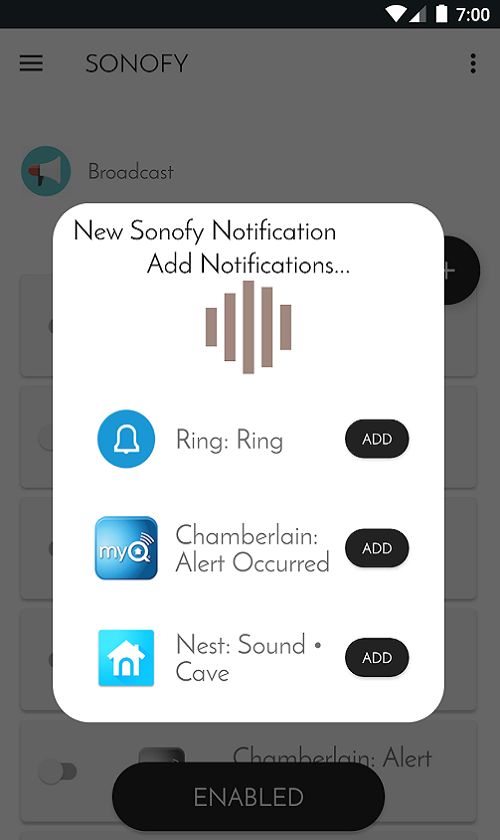 7:00
SONOFY
Broadcast
New Sonofy Notification
Add Notifications...
+
Ring: Ring
ADD
myQ
Chamberlain:
Alert Occurred
ADD
Nest: Sound •
Cave
ADD
Chamberlain: Alert
ENABLED